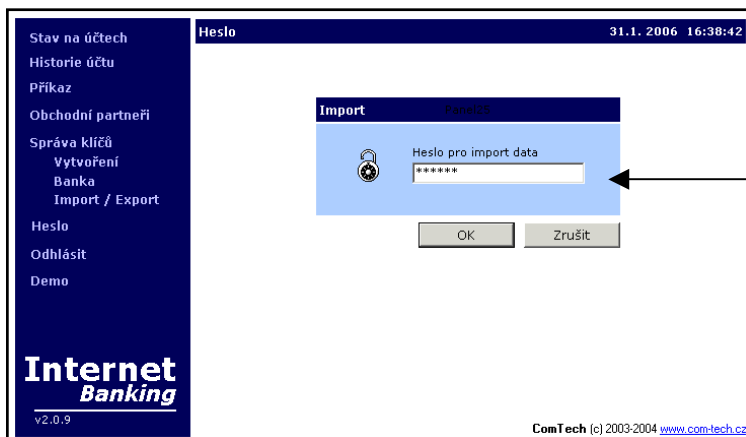 Stav na účtech
Historie účtu
Příkaz
Obchodní partneři
Správa klíčů
Vytvoření
Banka
Import / Export
Heslo
Odhlásit
Demo
Internet
Banking
v2.0.9
Heslo 31.1. 2006 16:38:42
Import
Heslo pro import data
******
OK Zrušit
ComTech (c) 2003-2004 www.com-tech.cz